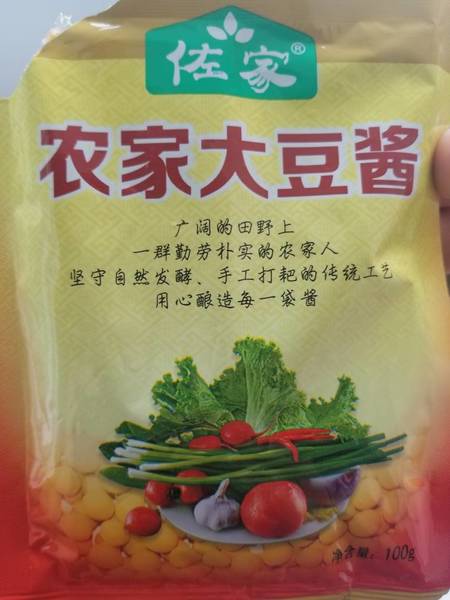 佐家®
农家大豆酱
广阔的田野上
一群勤劳朴实的农家人
坚守自然发酵、手工打耙的传统工艺
用心酿造每一袋酱
净含量：100g